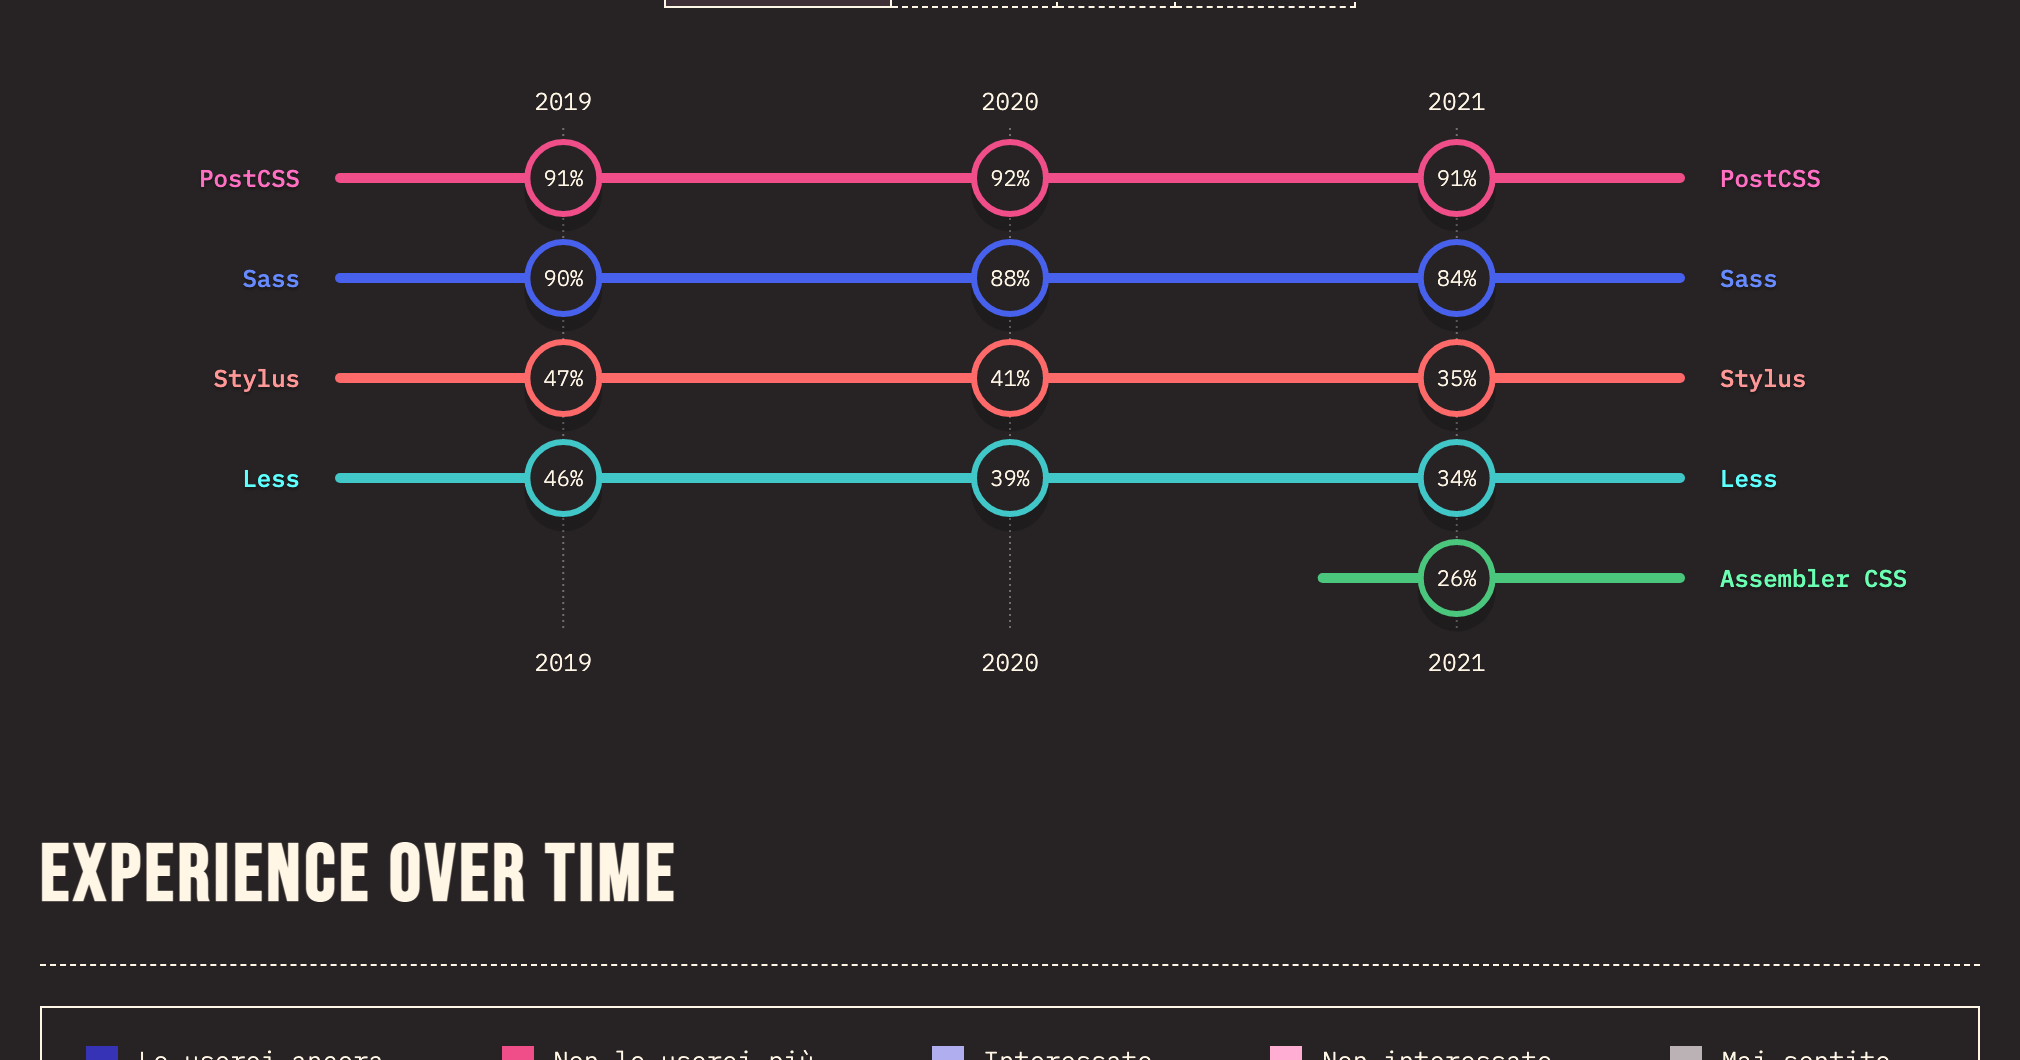 2019 2020 2021
PostCSS 91% 92% 91% PostCSS
Sass 90% 88% 84% Sass
Stylus 47% 41% 35% Stylus
Less 46% 39% 34% Less
26% Assembler CSS
2019 2020 2021
EXPERIENCE OVER TIME
Lo userei ancora Non lo userei più Interessato Non interessato Mai sentito